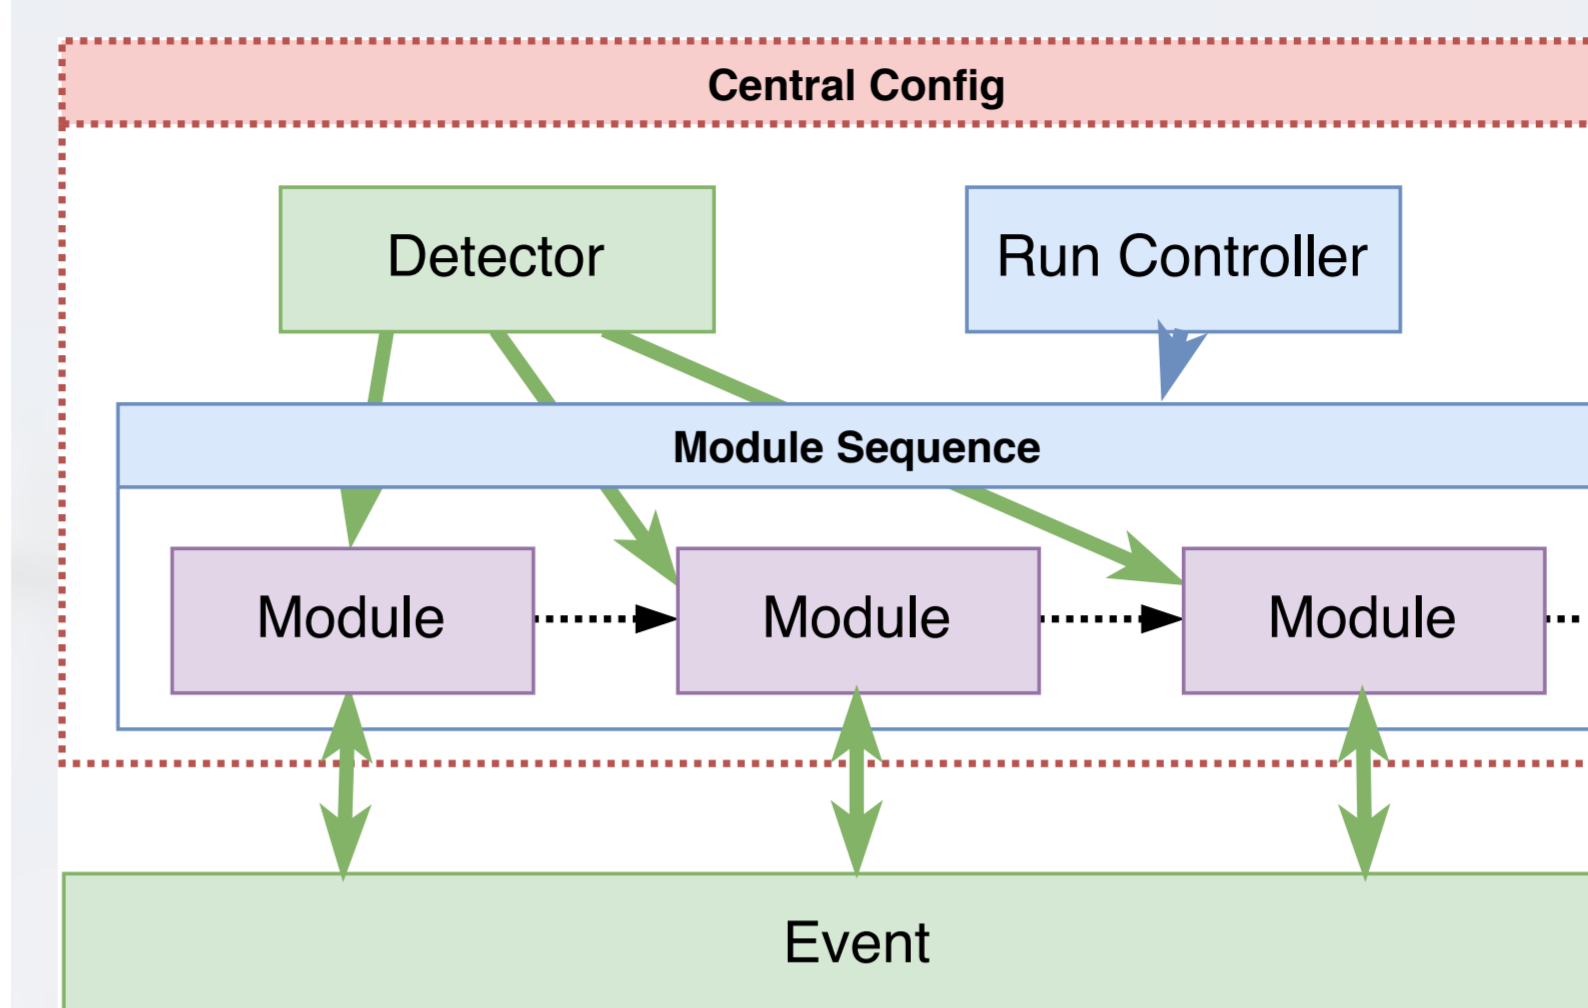 Central Config
Detector
Run Controller
Module Sequence
Module
Module
Module
Event